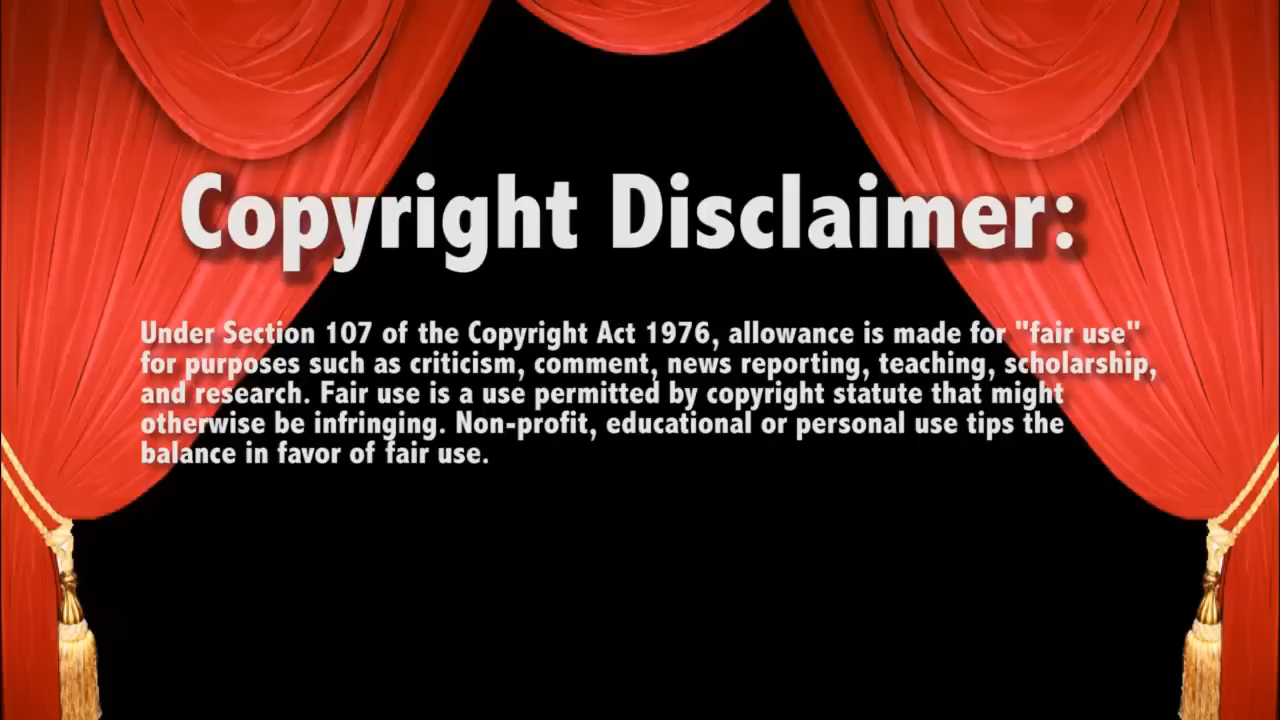 Copyright Disclaimer:
Under Section 107 of the Copyright Act 1976, allowance is made for "fair use"
for purposes such as criticism, comment, news reporting, teaching, scholarship,
and research. Fair use is a use permitted by copyright statute that might
otherwise be infringing. Non-profit, educational or personal use tips the
balance in favor of fair use.